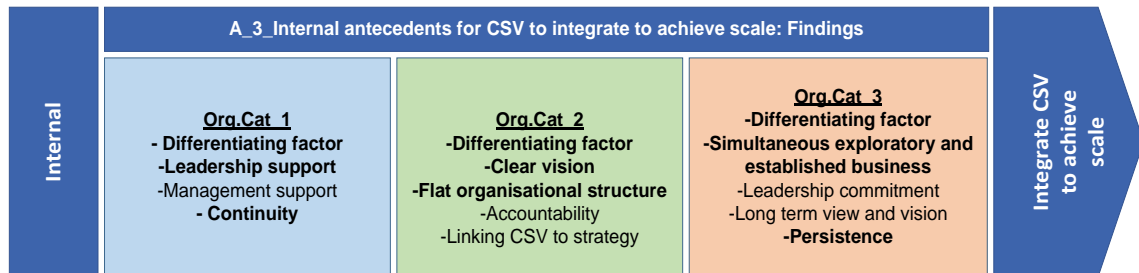 Internal
A_3_Internal antecedents for CSV to integrate to achieve scale: Findings
Org.Cat_1
- Differentiating factor
-Leadership support
-Management support
- Continuity
Org.Cat_2
-Differentiating factor
-Clear vision
-Flat organisational structure
-Accountability
-Linking CSV to strategy
Org.Cat_3
-Differentiating factor
-Simultaneous exploratory and
established business
-Leadership commitment
-Long term view and vision
-Persistence
Integrate CSV
to achieve
scale